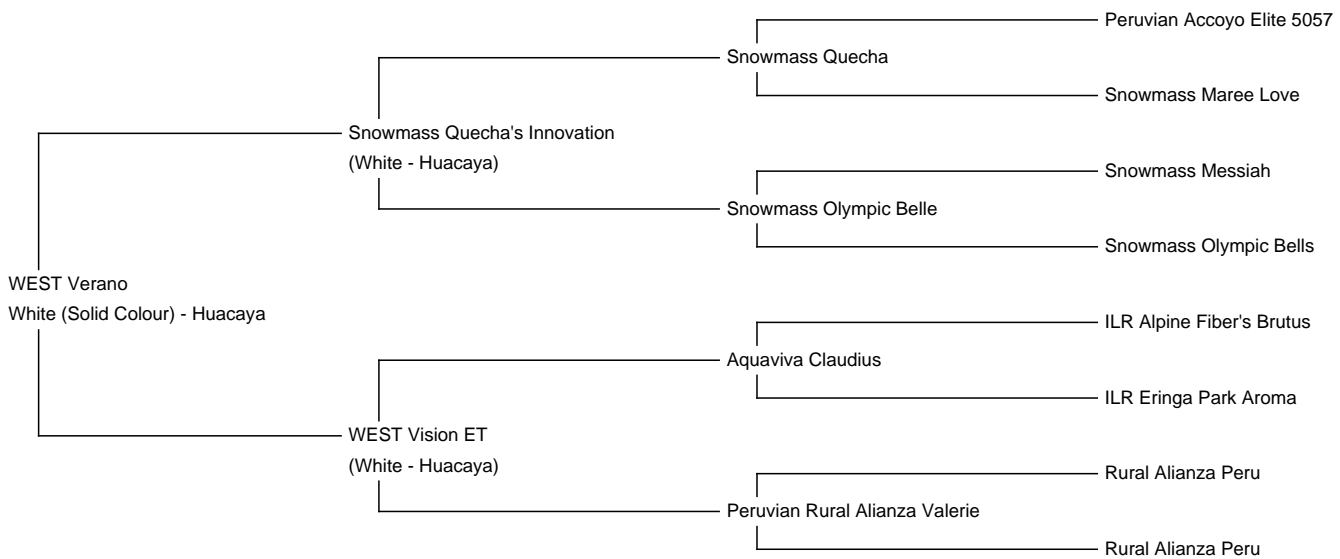 Peruvian Accoyo Elite 5057
Snowmass Quecha
Snowmass Maree Love
Snowmass Quecha's Innovation
(White - Huacaya)
Snowmass Messiah
Snowmass Olympic Belle
Snowmass Olympic Bells
WEST Verano
White (Solid Colour) - Huacaya
ILR Alpine Fiber's Brutus
Aquaviva Claudius
ILR Eringa Park Aroma
WEST Vision ET
(White - Huacaya)
Rural Alianza Peru
Peruvian Rural Alianza Valerie
Rural Alianza Peru